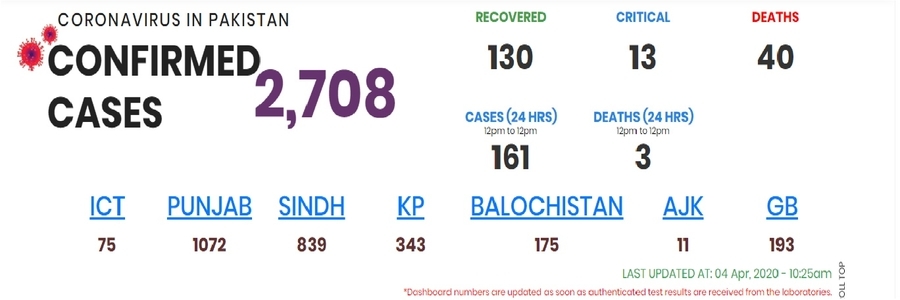 CORONAVIRUS IN PAKISTAN
CONFIRMED
CASES
2,708
RECOVERED CRITICAL DEATHS
130 13 40
CASES (24 HRS) DEATHS (24 HRS)
12pm to 12pm 12pm to 12pm
161 3
ICT PUNJAB SINDH KP BALOCHISTAN AJK GB
75 1072 839 343 175 11 193
LAST UPDATED AT: 04 Apr, 2020 - 10:25am
*Dashboard numbers are updated as soon as authenticated test results are received from the laboratories.
OLL TOP